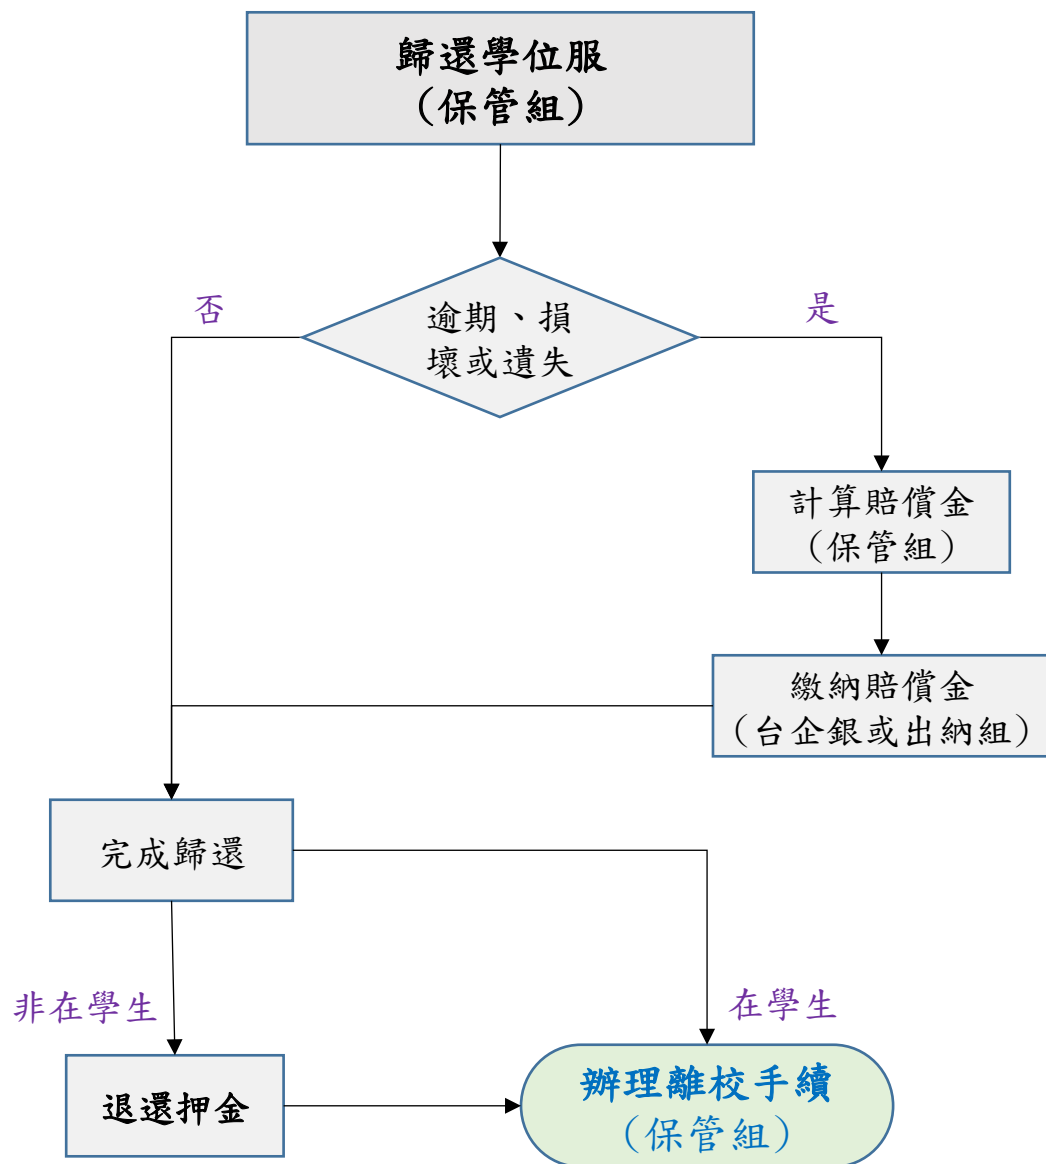 歸還學位服
(保管組)
否
是
逾期、損
壞或遺失
計算賠償金
(保管組)
繳納賠償金
(台企銀或出納組)
完成歸還
非在學生
在學生
退還押金
辦理離校手續
(保管組)